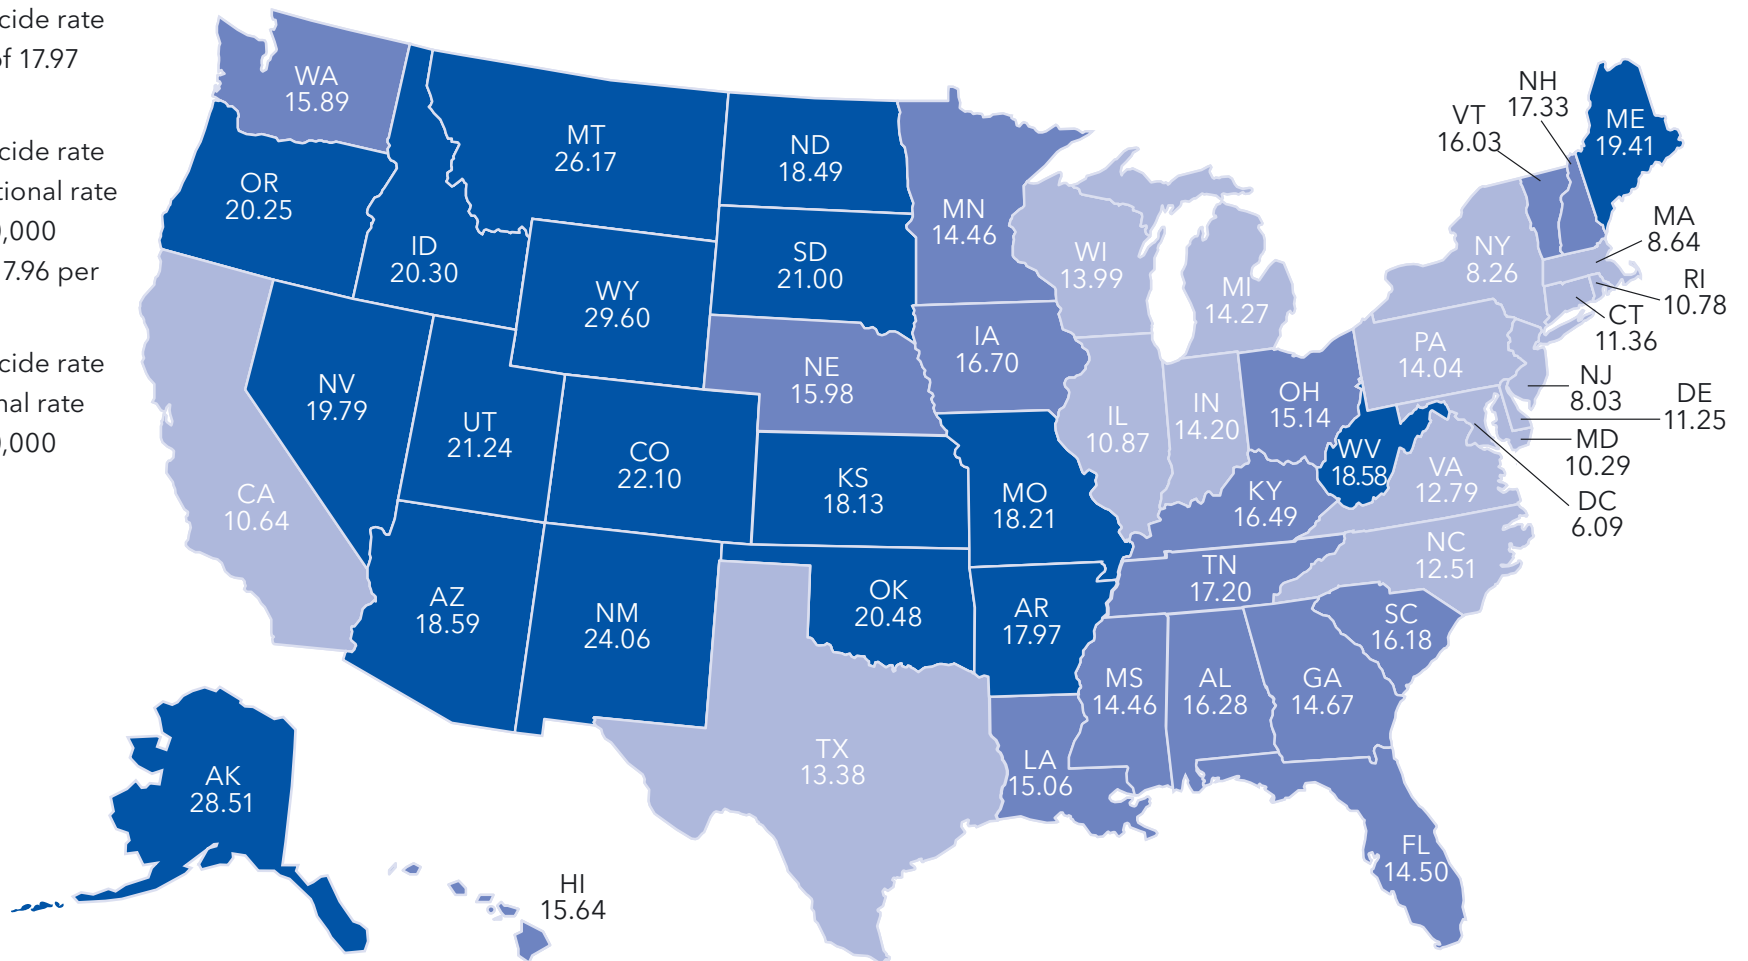 cide rate
of 17.97
cide rate
tional rate
0,000
7.96 per
cide rate
nal rate
0,000
WA
15.89
OR
20.25
ID
20.30
MT
26.17
ND
18.49
SD
21.00
WY
29.60
NE
15.98
NV
19.79
UT
21.24
CO
22.10
KS
18.13
CA
10.64
AZ
18.59
NM
24.06
OK
20.48
TX
13.38
MN
14.46
IA
16.70
MO
18.21
AR
17.97
LA
15.06
WI
13.99
MI
14.27
IL
10.87
IN
14.20
OH
15.14
KY
16.49
TN
17.20
MS
14.46
AL
16.28
GA
14.67
FL
14.50
SC
16.18
NC
12.51
VA
12.79
WV
18.58
PA
14.04
NY
8.26
VT
16.03
NH
17.33
ME
19.41
MA
8.64
RI
10.78
CT
11.36
NJ
8.03
DE
11.25
MD
10.29
DC
6.09
AK
28.51
HI
15.64